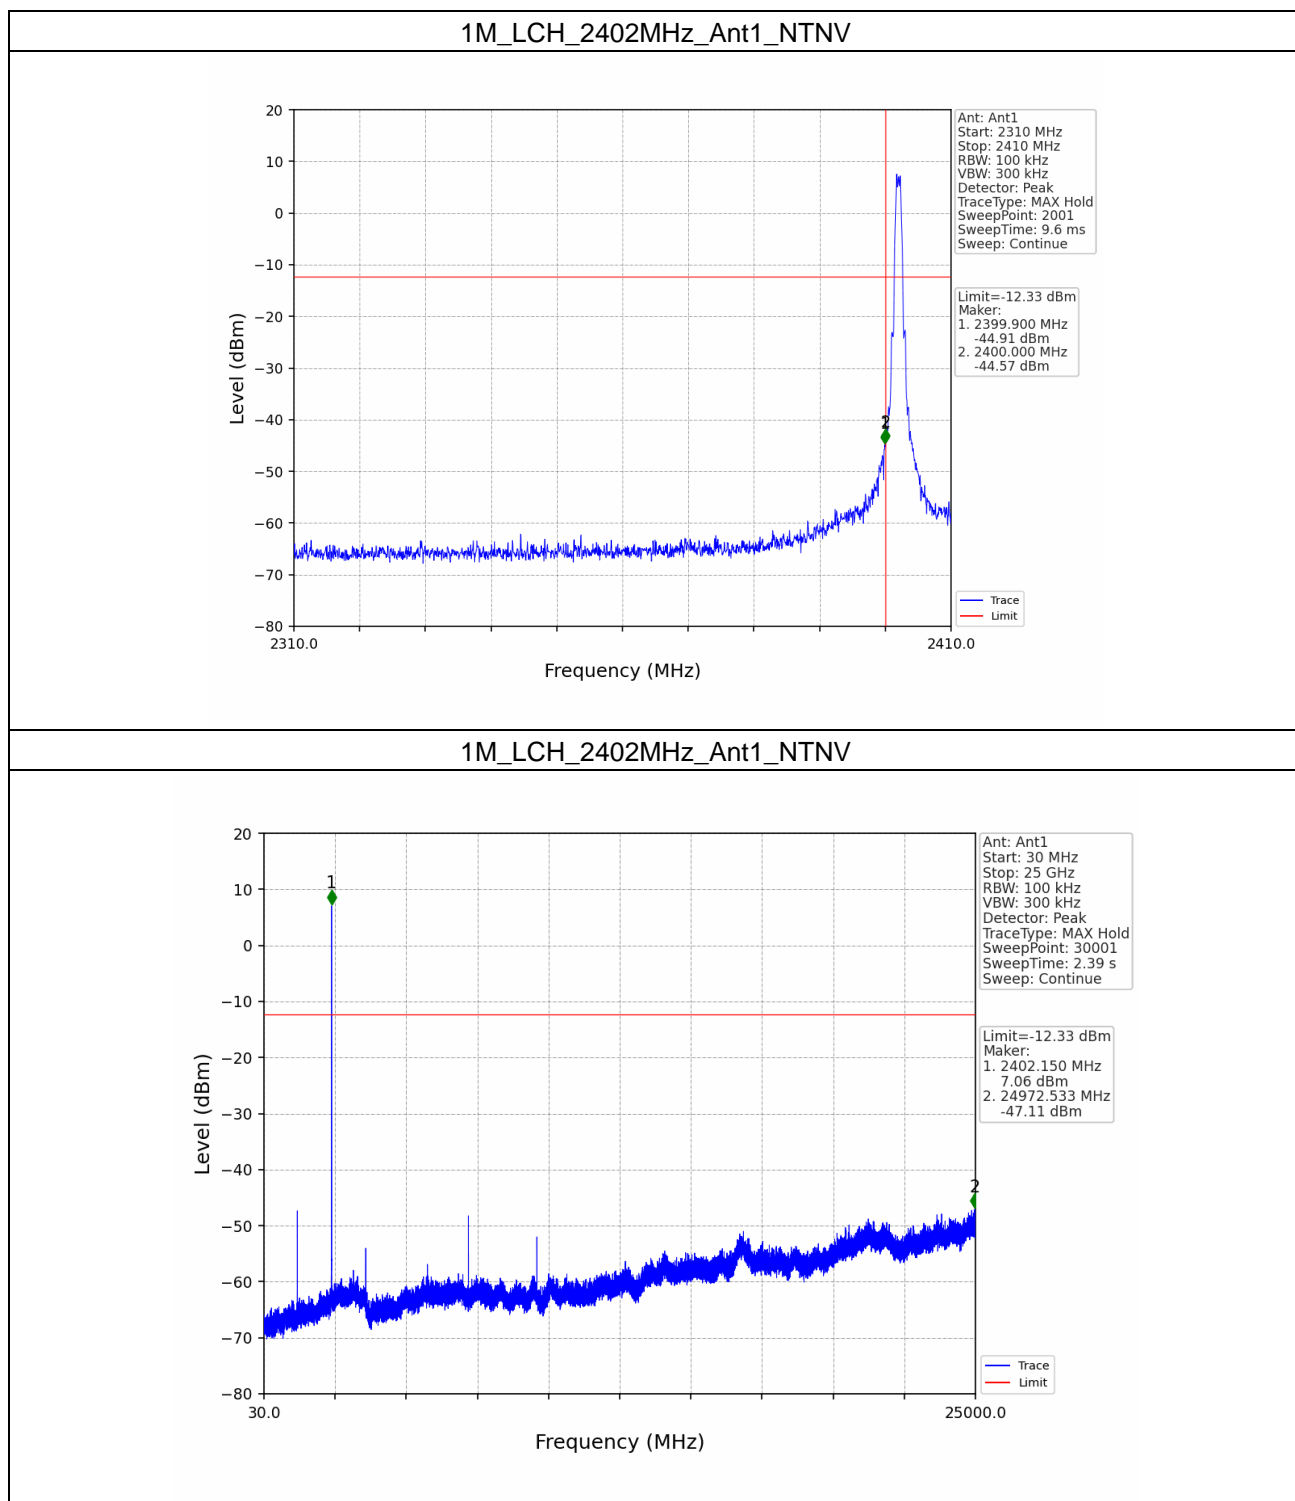 1M_LCH_2402MHz_Ant1_NTNV
20
10
0
−10
−20
−30
−40
−50
−60
−70
−80
Level (dBm)
2310.0
2410.0
Frequency (MHz)
2
Ant: Ant1
Start: 2310 MHz
Stop: 2410 MHz
RBW: 100 kHz
VBW: 300 kHz
Detector: Peak
TraceType: MAX Hold
SweepPoint: 2001
SweepTime: 9.6 ms
Sweep: Continue
Limit=-12.33 dBm
Maker:
1. 2399.900 MHz
-44.91 dBm
2. 2400.000 MHz
-44.57 dBm
Trace
Limit
1M_LCH_2402MHz_Ant1_NTNV
20
10
0
−10
−20
−30
−40
−50
−60
−70
−80
Level (dBm)
30.0
25000.0
Frequency (MHz)
1
2
Ant: Ant1
Start: 30 MHz
Stop: 25 GHz
RBW: 100 kHz
VBW: 300 kHz
Detector: Peak
TraceType: MAX Hold
SweepPoint: 30001
SweepTime: 2.39 s
Sweep: Continue
Limit=-12.33 dBm
Maker:
1. 2402.150 MHz
7.06 dBm
2. 24972.533 MHz
-47.11 dBm
Trace
Limit